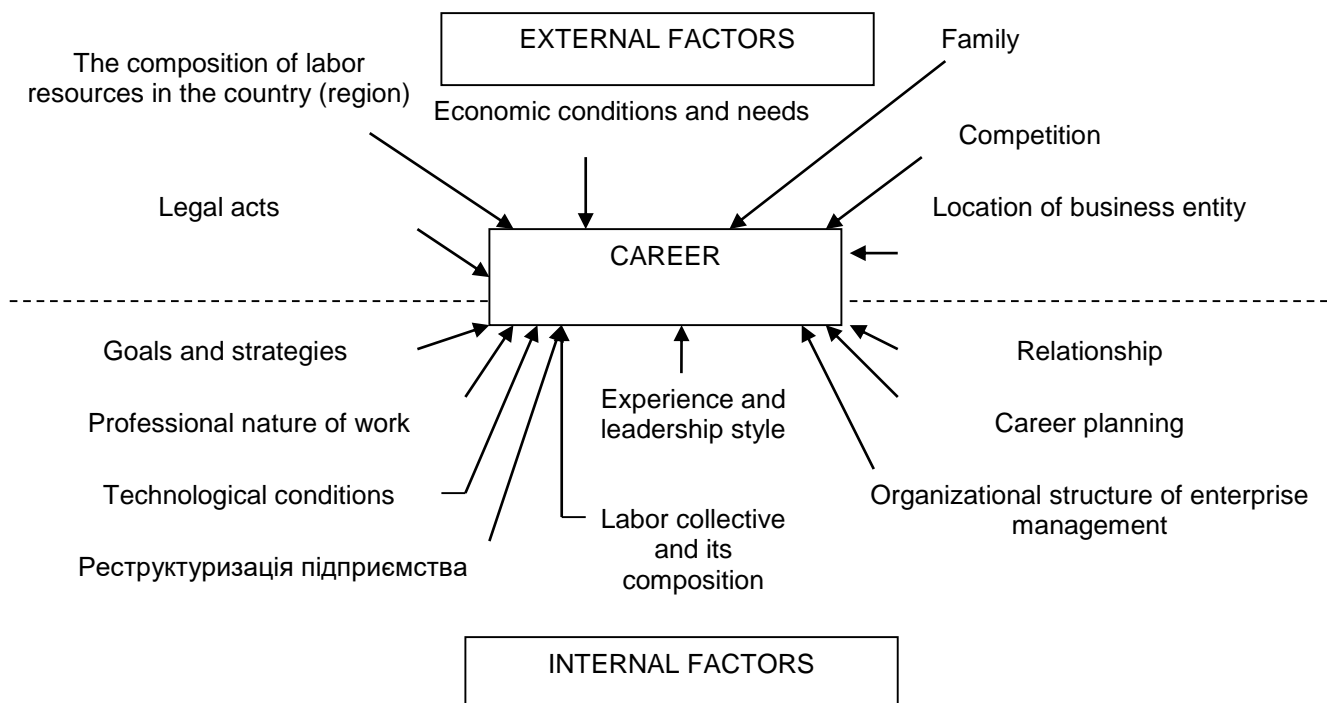 EXTERNAL FACTORS
Family
The composition of labor
resources in the country (region)
Economic conditions and needs
Competition
Legal acts
Location of business entity
CAREER
Goals and strategies
Relationship
Experience and
leadership style
Professional nature of work
Career planning
Technological conditions
Organizational structure of enterprise
management
Labor collective
and its
composition
Реструктуризація підприємства
INTERNAL FACTORS